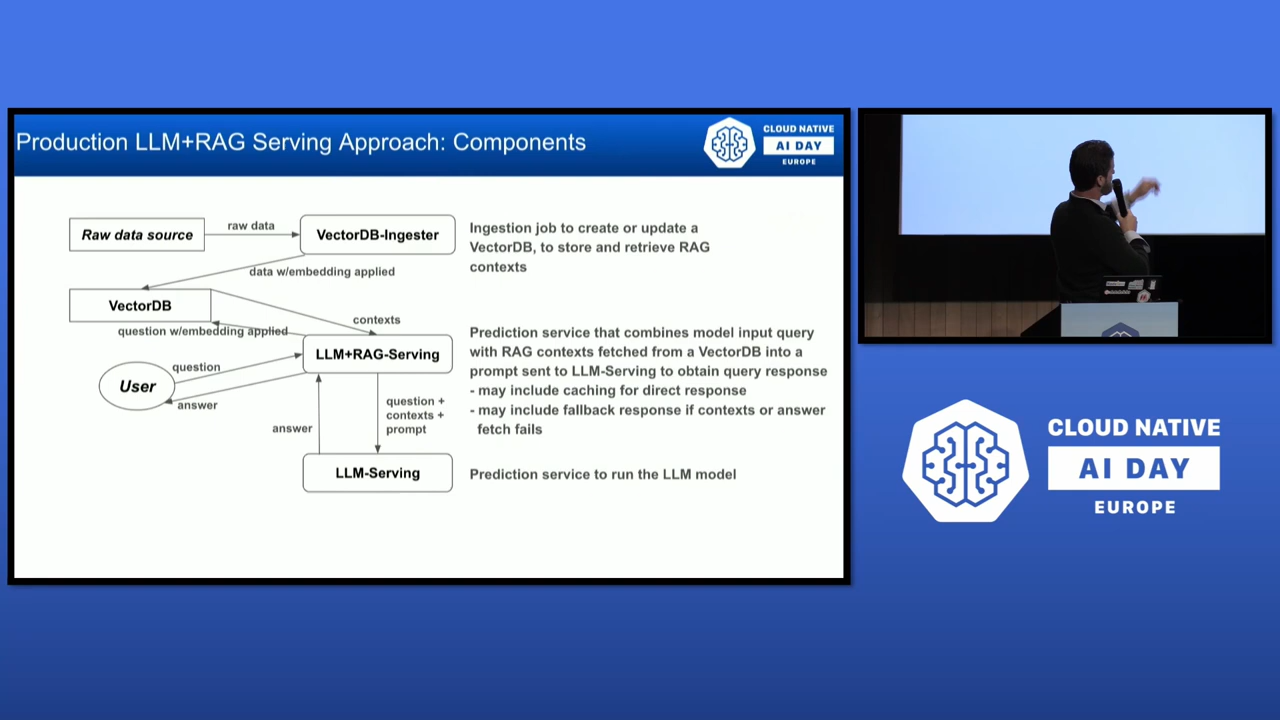 Production LLM+RAG Serving Approach: Components
CLOUD NATIVE
AI DAY
EUROPE
Raw data source
raw data
VectorDB-Ingester
Ingestion job to create or update a
VectorDB, to store and retrieve RAG
contexts
data w/embedding applied
VectorDB
contexts
question w/embedding applied
LLM+RAG-Serving
Prediction service that combines model input query
with RAG contexts fetched from a VectorDB into a
prompt sent to LLM-Serving to obtain query response
- may include caching for direct response
- may include fallback response if contexts or answer
fetch fails
User
question
answer
answer
question +
contexts +
prompt
LLM-Serving
Prediction service to run the LLM model
CLOUD NATIVE
AI DAY
EUROPE